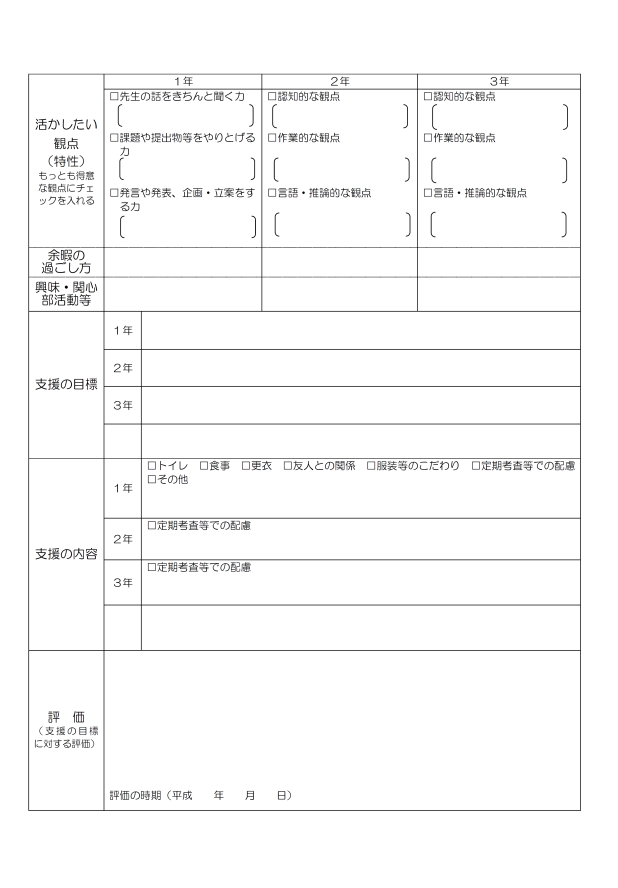 1年　2年　3年
活かしたい
観点
（特性）
もっとも得意
な観点にチェ
ックを入れる
□先生の話をきちんと聞く力
□課題や提出物等をやりとげる
力
□発言や発表、企画・立案をす
る力
□認知的な観点
□作業的な観点
□言語・推論的な観点
□認知的な観点
□作業的な観点
□言語・推論的な観点
余暇の
過ごし方
興味・関心
部活動等
支援の目標
1年
2年
3年
支援の内容
1年
□トイレ　□食事　□更衣　□友人との関係　□服装等のこだわり　□定期考査等での配慮
□その他
2年
□定期考査等での配慮
3年
□定期考査等での配慮
評　価
（支援の目標
に対する評価）
評価の時期（平成　　年　　月　　日）